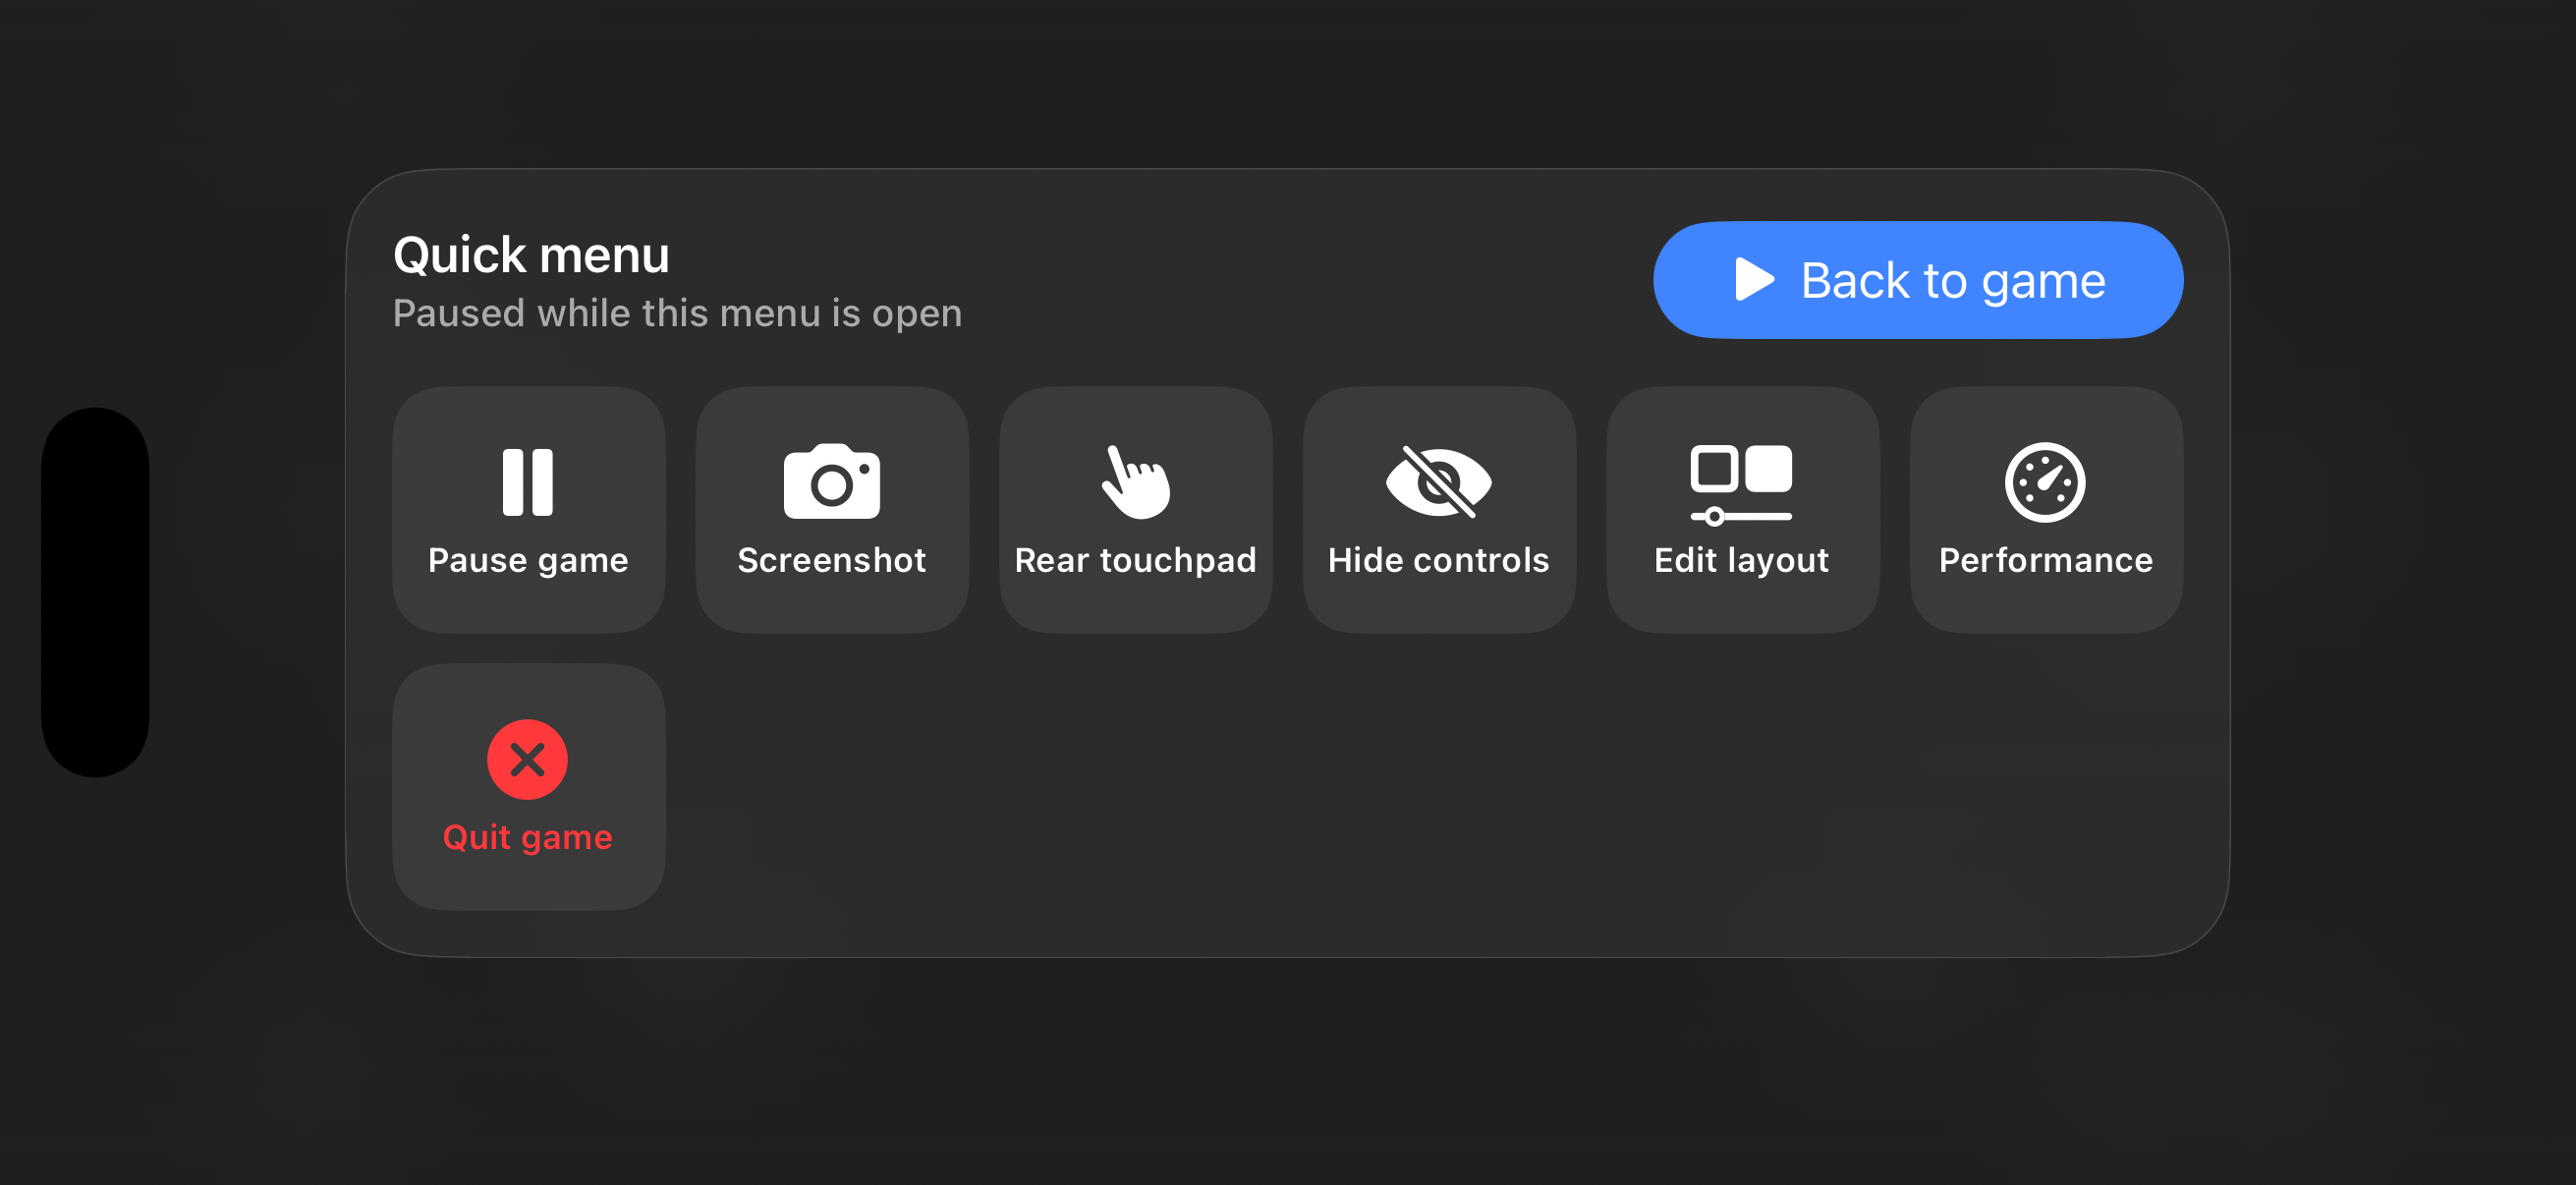 Quick menu
Paused while this menu is open
Back to game
Pause game
Screenshot
Rear touchpad
Hide controls
Edit layout
Performance
Quit game